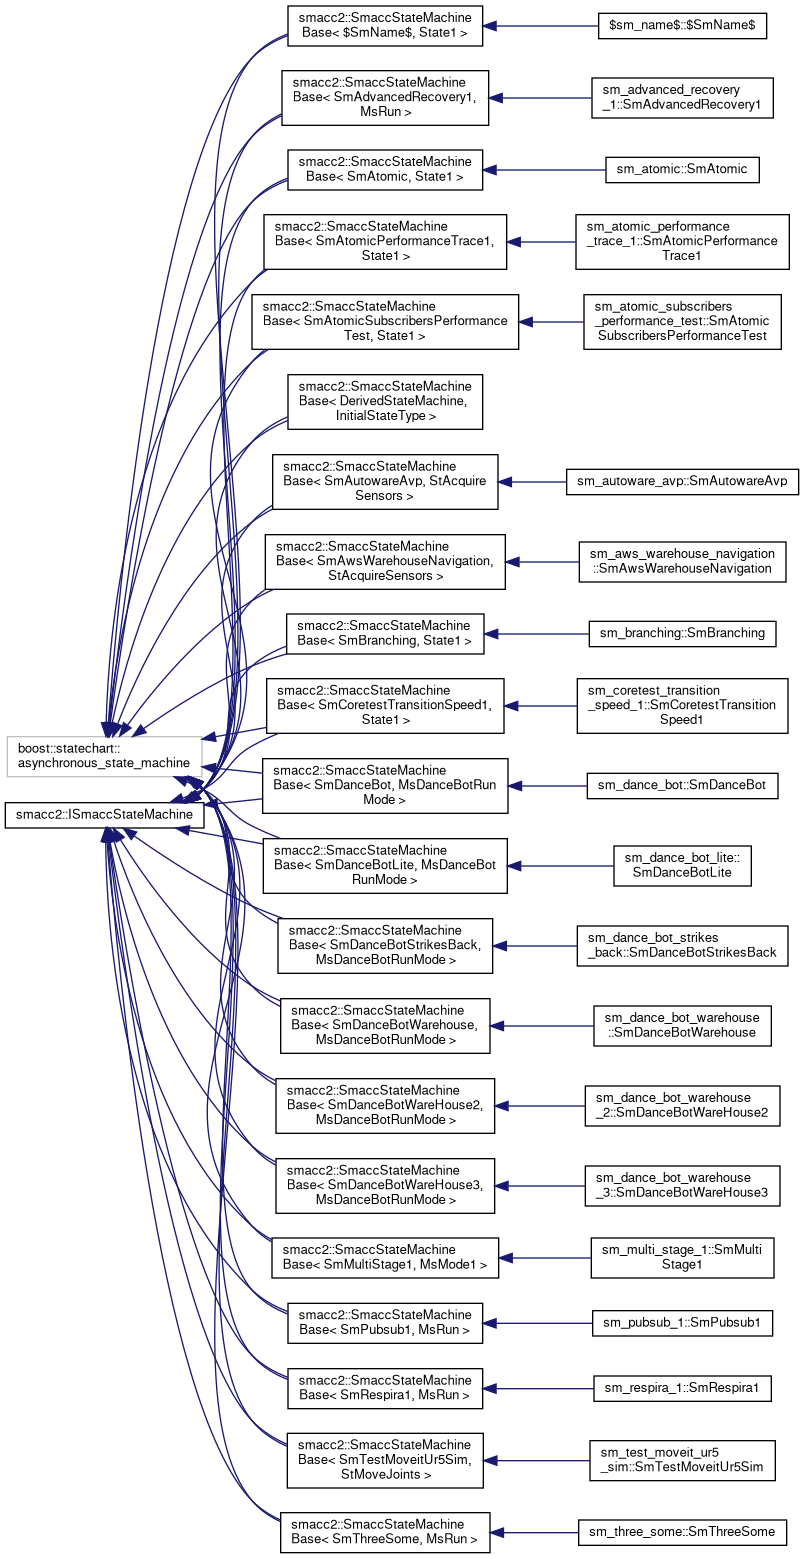 boost::statechart::
asynchronous_state_machine
smacc2::ISmaccStateMachine
smacc2::SmaccStateMachine
Base< $SmName$, State1 >
$sm_name$::$SmName$
smacc2::SmaccStateMachine
Base< SmAdvancedRecovery1,
MsRun >
sm_advanced_recovery
_1::SmAdvancedRecovery1
smacc2::SmaccStateMachine
Base< SmAtomic, State1 >
sm_atomic::SmAtomic
smacc2::SmaccStateMachine
Base< SmAtomicPerformanceTrace1,
State1 >
sm_atomic_performance
_trace_1::SmAtomicPerformance
Trace1
smacc2::SmaccStateMachine
Base< SmAtomicSubscribersPerformance
Test, State1 >
sm_atomic_subscribers
_performance_test::SmAtomic
SubscribersPerformanceTest
smacc2::SmaccStateMachine
Base< DerivedStateMachine,
InitialStateType >
smacc2::SmaccStateMachine
Base< SmAutowareAvp, StAcquire
Sensors >
sm_autoware_avp::SmAutowareAvp
smacc2::SmaccStateMachine
Base< SmAwsWarehouseNavigation,
StAcquireSensors >
sm_aws_warehouse_navigation
::SmAwsWarehouseNavigation
smacc2::SmaccStateMachine
Base< SmBranching, State1 >
sm_branching::SmBranching
smacc2::SmaccStateMachine
Base< SmCoretestTransitionSpeed1,
State1 >
sm_coretest_transition
_speed_1::SmCoretestTransition
Speed1
smacc2::SmaccStateMachine
Base< SmDanceBot, MsDanceBotRun
Mode >
sm_dance_bot::SmDanceBot
smacc2::SmaccStateMachine
Base< SmDanceBotLite, MsDanceBot
RunMode >
sm_dance_bot_lite::
SmDanceBotLite
smacc2::SmaccStateMachine
Base< SmDanceBotStrikesBack,
MsDanceBotRunMode >
sm_dance_bot_strikes
_back::SmDanceBotStrikesBack
smacc2::SmaccStateMachine
Base< SmDanceBotWarehouse,
MsDanceBotRunMode >
sm_dance_bot_warehouse
::SmDanceBotWarehouse
smacc2::SmaccStateMachine
Base< SmDanceBotWareHouse2,
MsDanceBotRunMode >
sm_dance_bot_warehouse
_2::SmDanceBotWareHouse2
smacc2::SmaccStateMachine
Base< SmDanceBotWareHouse3,
MsDanceBotRunMode >
sm_dance_bot_warehouse
_3::SmDanceBotWareHouse3
smacc2::SmaccStateMachine
Base< SmMultiStage1, MsMode1 >
sm_multi_stage_1::SmMulti
Stage1
smacc2::SmaccStateMachine
Base< SmPubsub1, MsRun >
sm_pubsub_1::SmPubsub1
smacc2::SmaccStateMachine
Base< SmRespira1, MsRun >
sm_respira_1::SmRespira1
smacc2::SmaccStateMachine
Base< SmTestMoveitUr5Sim,
StMoveJoints >
sm_test_moveit_ur5
_sim::SmTestMoveitUr5Sim
smacc2::SmaccStateMachine
Base< SmThreeSome, MsRun >
sm_three_some::SmThreeSome